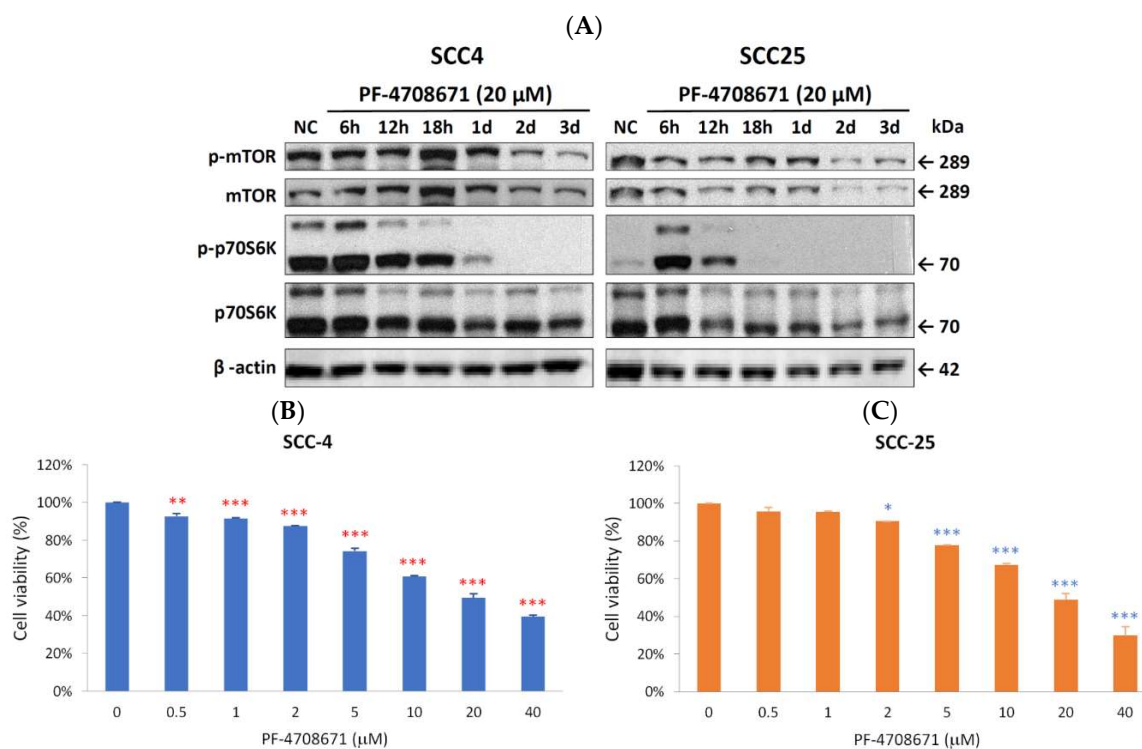 (A)
SCC4 SCC25
PF-4708671 (20 μM) PF-4708671 (20 μM)
NC 6h 12h 18h 1d 2d 3d NC 6h 12h 18h 1d 2d 3d kDa
p-mTOR ← 289
mTOR ← 289
p-p70S6K ← 70
p70S6K ← 70
β -actin ← 42
(B) (C)
SCC-4
120%
100%
80%
60%
40%
20%
0%
Cell viability (%)
** *** *** *** *** *** ***
0 0.5 1 2 5 10 20 40
PF-4708671 (μM)
SCC-25
120%
100%
80%
60%
40%
20%
0%
Cell viability (%)
* *** *** *** ***
0 0.5 1 2 5 10 20 40
PF-4708671 (μM)